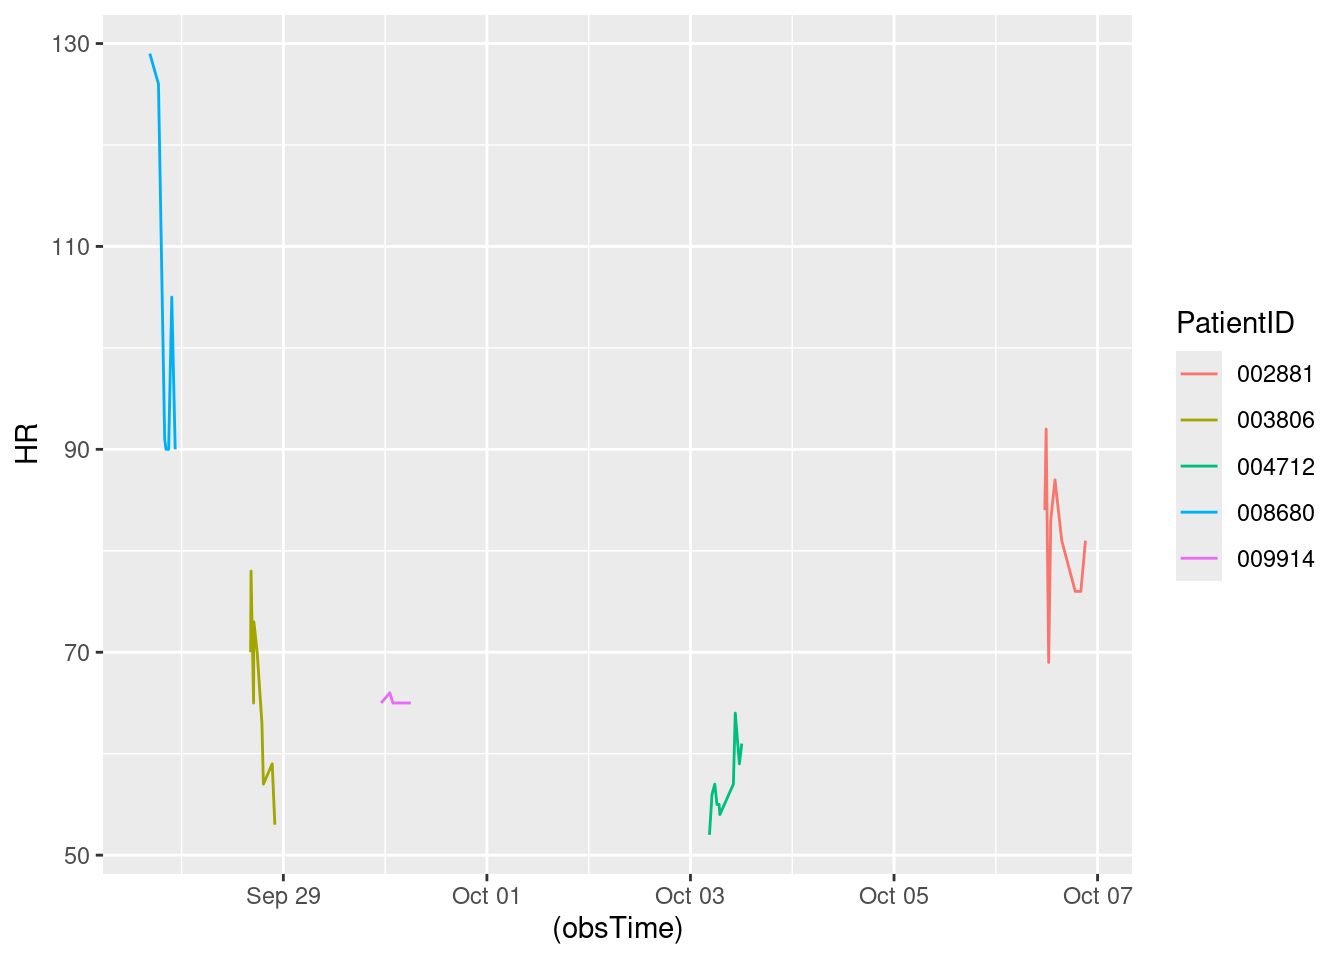 130
110
90
70
50
HR
Sep 29
Oct 01
Oct 03
Oct 05
Oct 07
(obsTime)
PatientID
002881
003806
004712
008680
009914